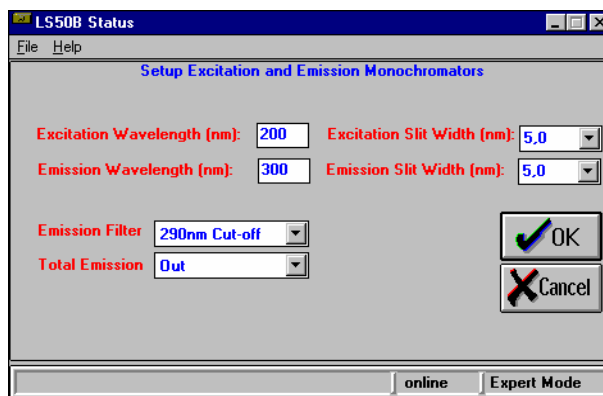 LS50B Status
File Help
Setup Excitation and Emission Monochromators
Excitation Wavelength (nm): 200 Excitation Slit Width (nm): 5,0
Emission Wavelength (nm): 300 Emission Slit Width (nm): 5,0
Emission Filter 290nm Cut-off
Total Emission Out
OK
Cancel
online Expert Mode